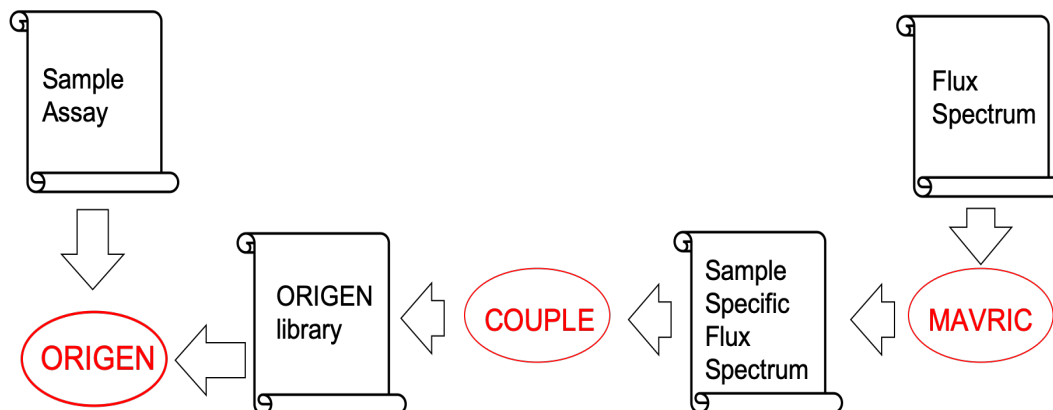 Sample
Assay
Flux
Spectrum
ORIGEN
library
COUPLE
Sample
Specific
Flux
Spectrum
MAVRIC
ORIGEN